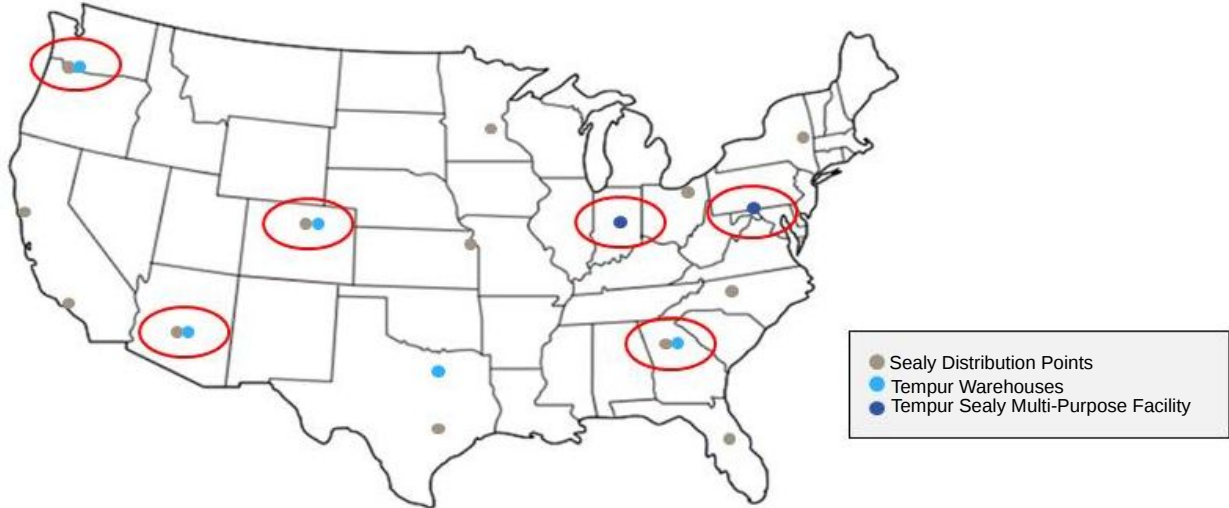 Sealy Distribution Points
Tempur Warehouses
Tempur Sealy Multi-Purpose Facility